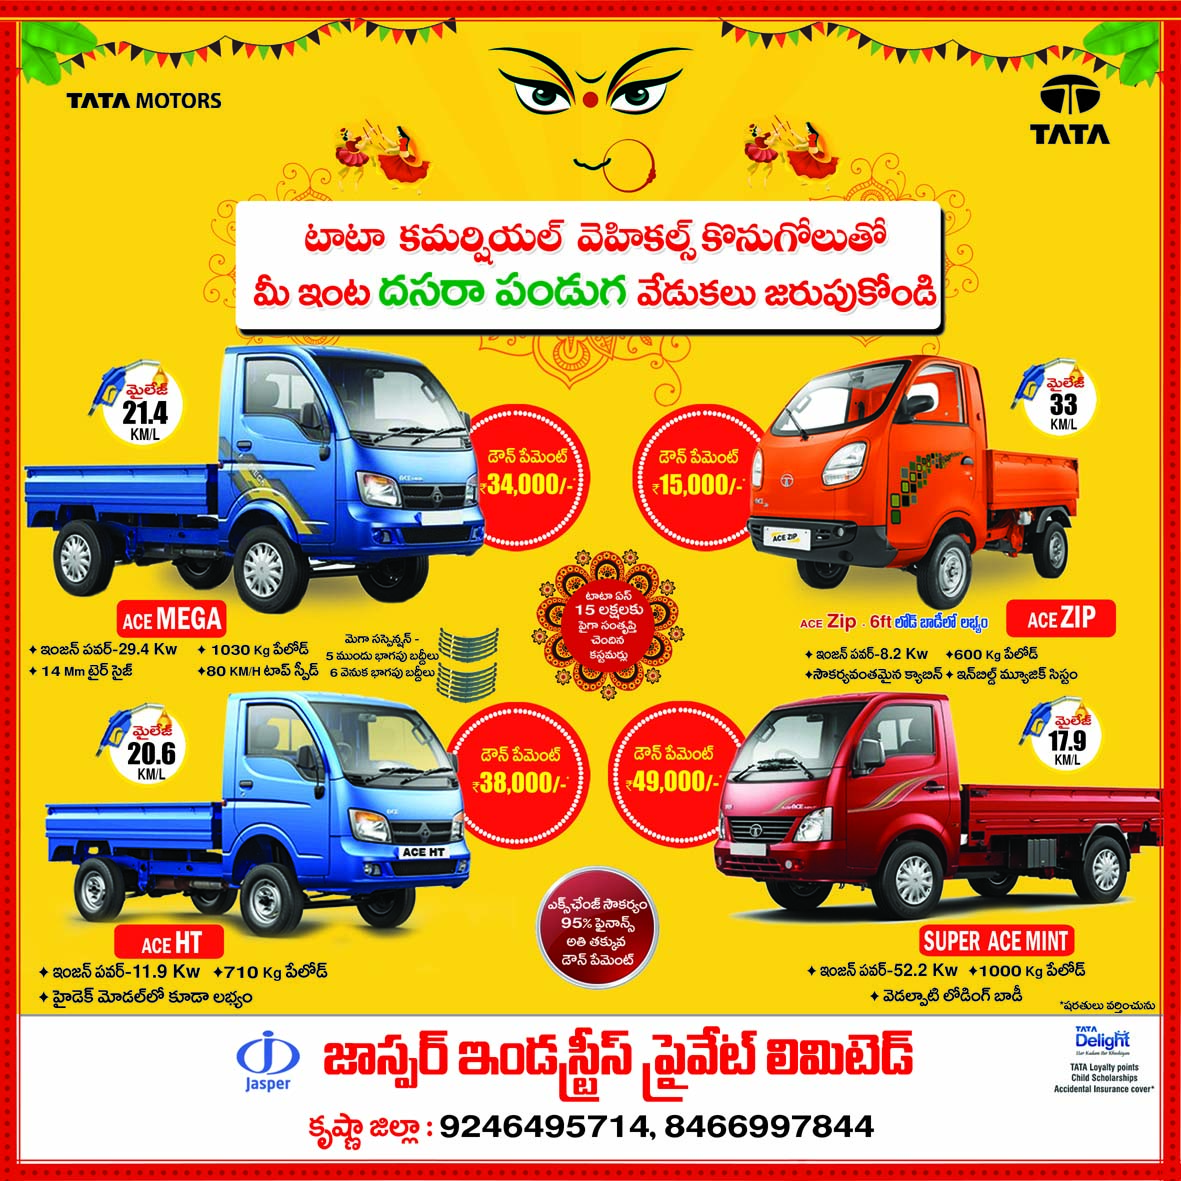 TATA MOTORS
TATA
టాటా కమర్షియల్ వెహికల్స్ కొనుగోలుతో
మీ ఇంట దసరా పండుగ వేడుకలు జరుపుకోండి
మైలేజ్
21.4
KM/L
డౌన్ పేమెంట్
₹34,000/-*
ACE MEGA
✦ ఇంజన్ పవర్-29.4 Kw ✦ 1030 Kg పేలోడ్
✦ 14 Mm టైర్ సైజ్ ✦80 KM/H టాప్ స్పీడ్
మెగా సస్పెన్షన్ -
5 ముందు భాగపు బద్దీలు
6 వెనుక భాగపు బద్దీలు
మైలేజ్
33
KM/L
డౌన్ పేమెంట్
₹15,000/-*
ACE ZIP
ACE Zip - 6ft లోడ్ బాడీలో లభ్యం
ACE ZIP
✦ ఇంజన్ పవర్-8.2 Kw ✦600 Kg పేలోడ్
✦సౌకర్యవంతమైన క్యాబిన్ ✦ ఇన్‌బిల్ట్ మ్యూజిక్ సిస్టం
టాటా ఏస్
15 లక్షలకు
పైగా సంతృప్తి
చెందిన
కస్టమర్లు
మైలేజ్
20.6
KM/L
డౌన్ పేమెంట్
₹38,000/-*
ACE HT
ACE HT
✦ ఇంజన్ పవర్-11.9 Kw ✦710 Kg పేలోడ్
✦ హైడెక్ మోడల్‌లో కూడా లభ్యం
మైలేజ్
17.9
KM/L
డౌన్ పేమెంట్
₹49,000/-*
SUPER ACE MINT
✦ ఇంజన్ పవర్-52.2 Kw ✦1000 Kg పేలోడ్
✦ వెడల్పాటి లోడింగ్ బాడీ
ఎక్స్‌ఛేంజ్ సౌకర్యం
95% ఫైనాన్స్
అతి తక్కువ
డౌన్ పేమెంట్
*షరతులు వర్తించును
Jasper
జాస్పర్ ఇండస్ట్రీస్ ప్రైవేట్ లిమిటెడ్
కృష్ణా జిల్లా : 9246495714, 8466997844
TATA
Delight
Har Kadam Bar Khushiyan
TATA Loyalty points
Child Scholarships
Accidental Insurance cover*